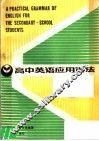 A PRACTICAL GRAMMAR OF
ENGLISH FOR
THE SECONDARY-SCHOOL
STUDENTS
高中英语应用语法